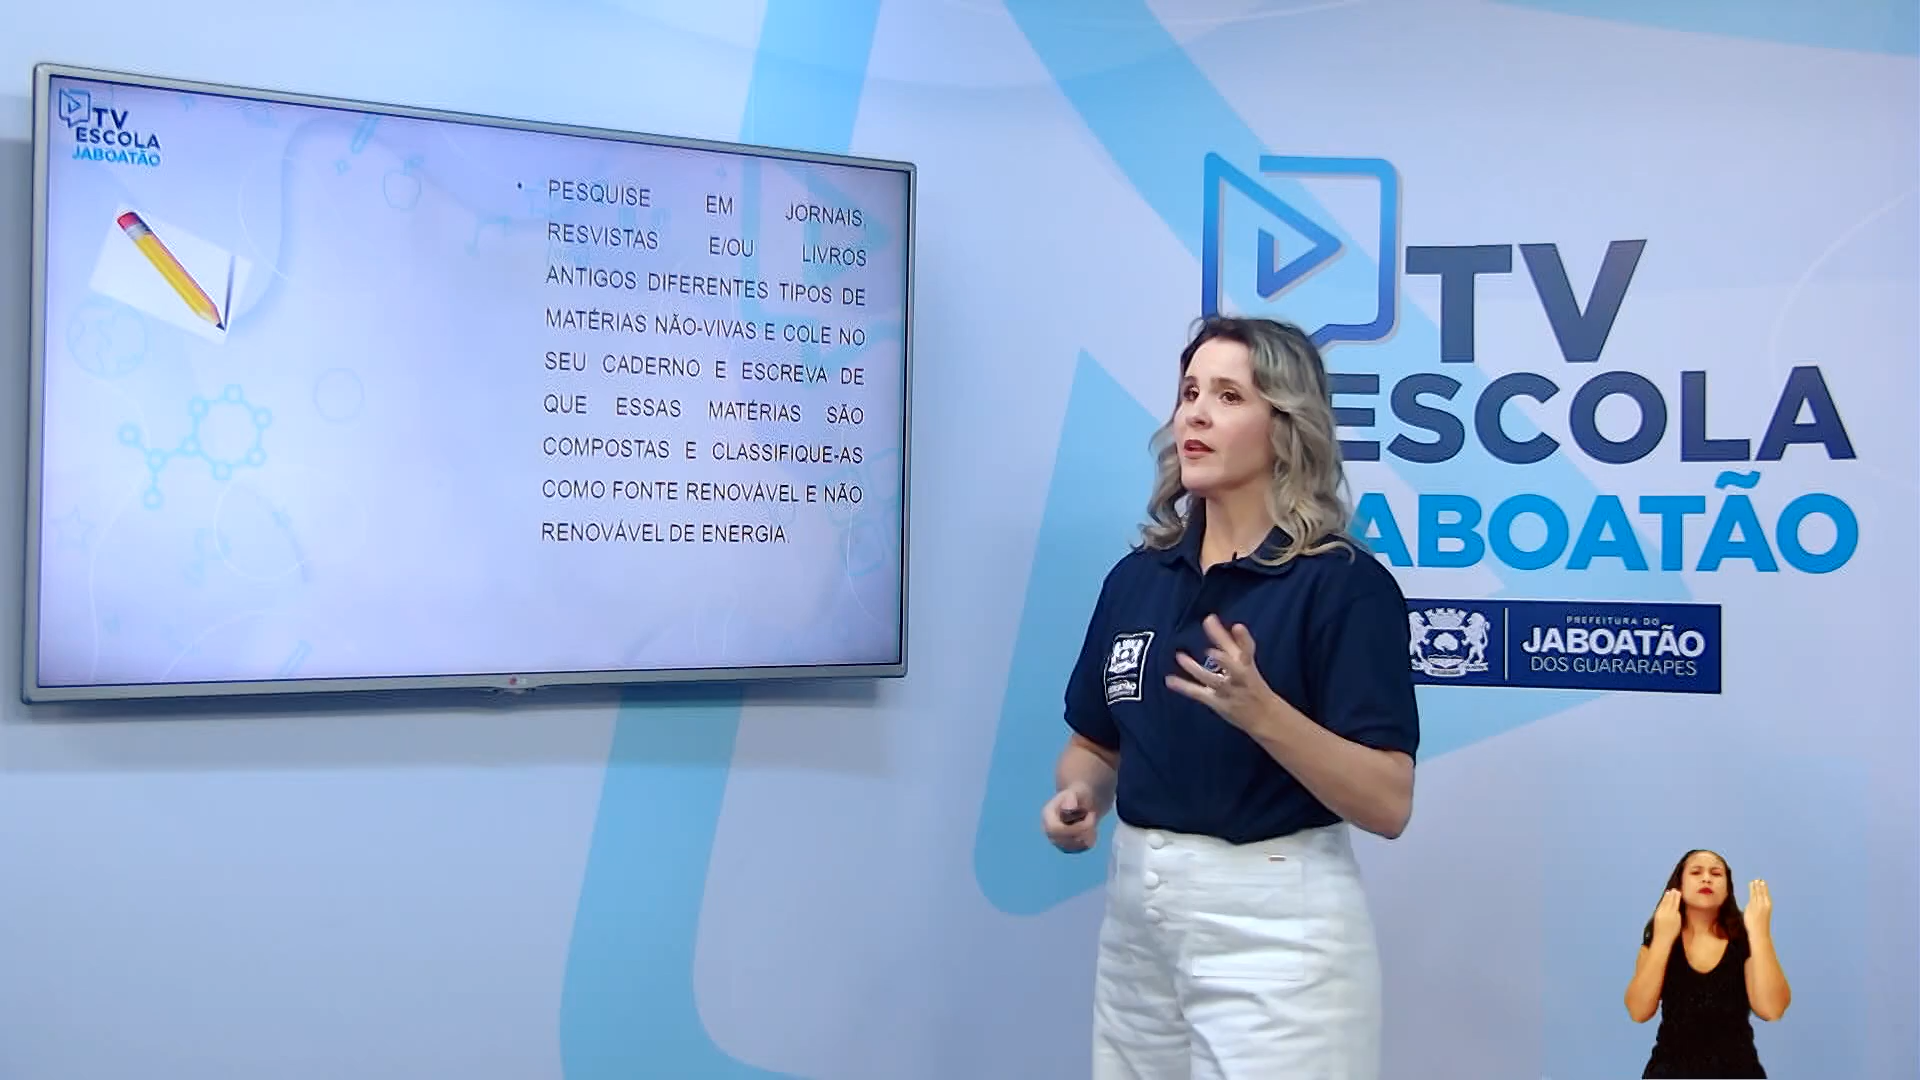 TV
ESCOLA
JABOATÃO
• PESQUISE EM JORNAIS,
RESVISTAS E/OU LIVROS
ANTIGOS DIFERENTES TIPOS DE
MATÉRIAS NÃO-VIVAS E COLE NO
SEU CADERNO E ESCREVA DE
QUE ESSAS MATÉRIAS SÃO
COMPOSTAS E CLASSIFIQUE-AS
COMO FONTE RENOVÁVEL E NÃO
RENOVÁVEL DE ENERGIA.
LG
TV
ESCOLA
ABOATÃO
PREFEITURA DO
JABOATÃO
DOS GUARARAPES